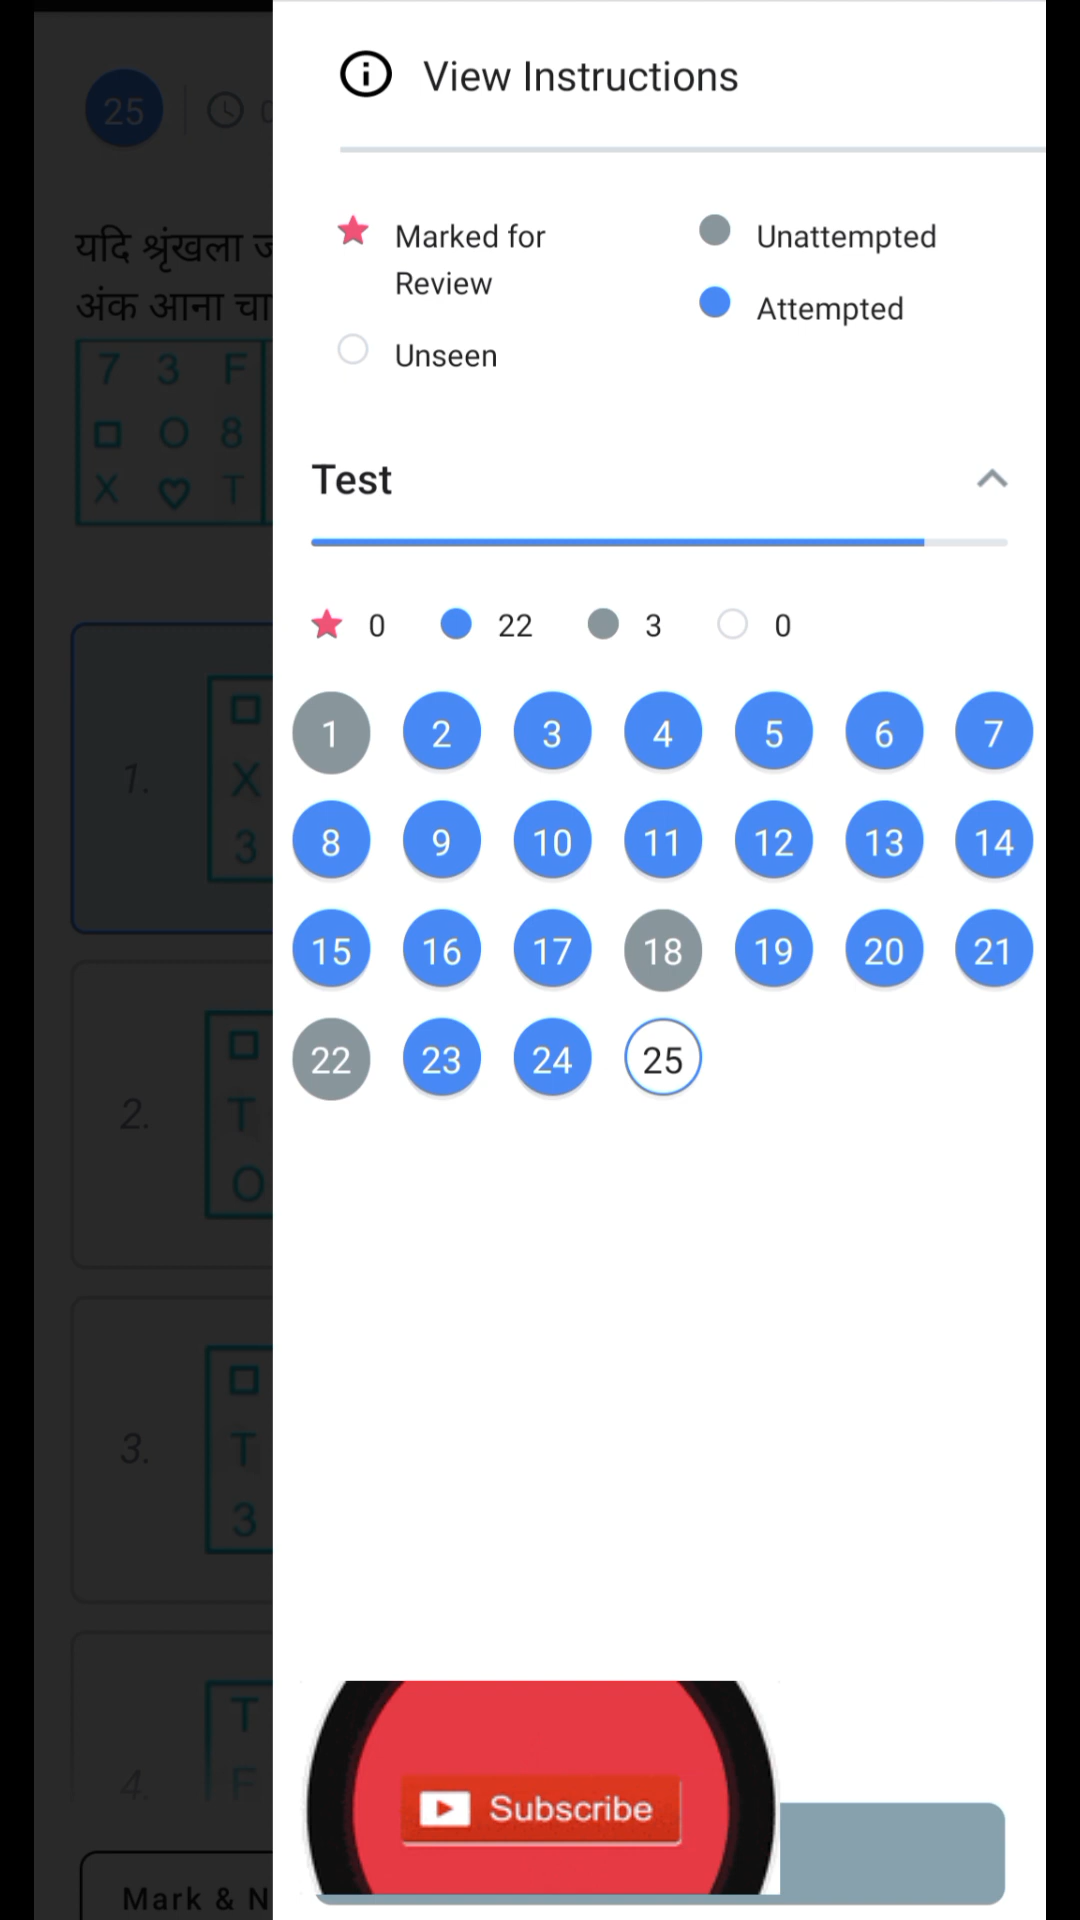 View Instructions
25
Marked for Review
Unattempted
Attempted
Unseen
यदि श्रृंखला
अंक आना
7 3 F
□ O 8
X ♡ T
Test
0 22 3 0
1 2 3 4 5 6 7
8 9 10 11 12 13 14
15 16 17 18 19 20 21
22 23 24 25
1.
□
X
3
2.
□
T
O
3.
□
T
3
4.
T
F
Subscribe
Mark & N